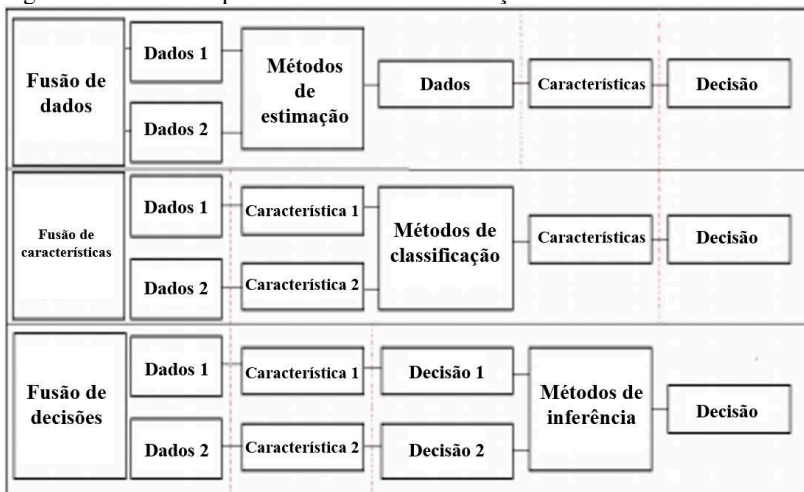 Fusão de
dados
Dados 1
Dados 2
Métodos
de
estimação
Dados
Características
Decisão
Fusão de
características
Dados 1
Dados 2
Característica 1
Característica 2
Métodos de
classificação
Características
Decisão
Fusão de
decisões
Dados 1
Dados 2
Característica 1
Característica 2
Decisão 1
Decisão 2
Métodos de
inferência
Decisão